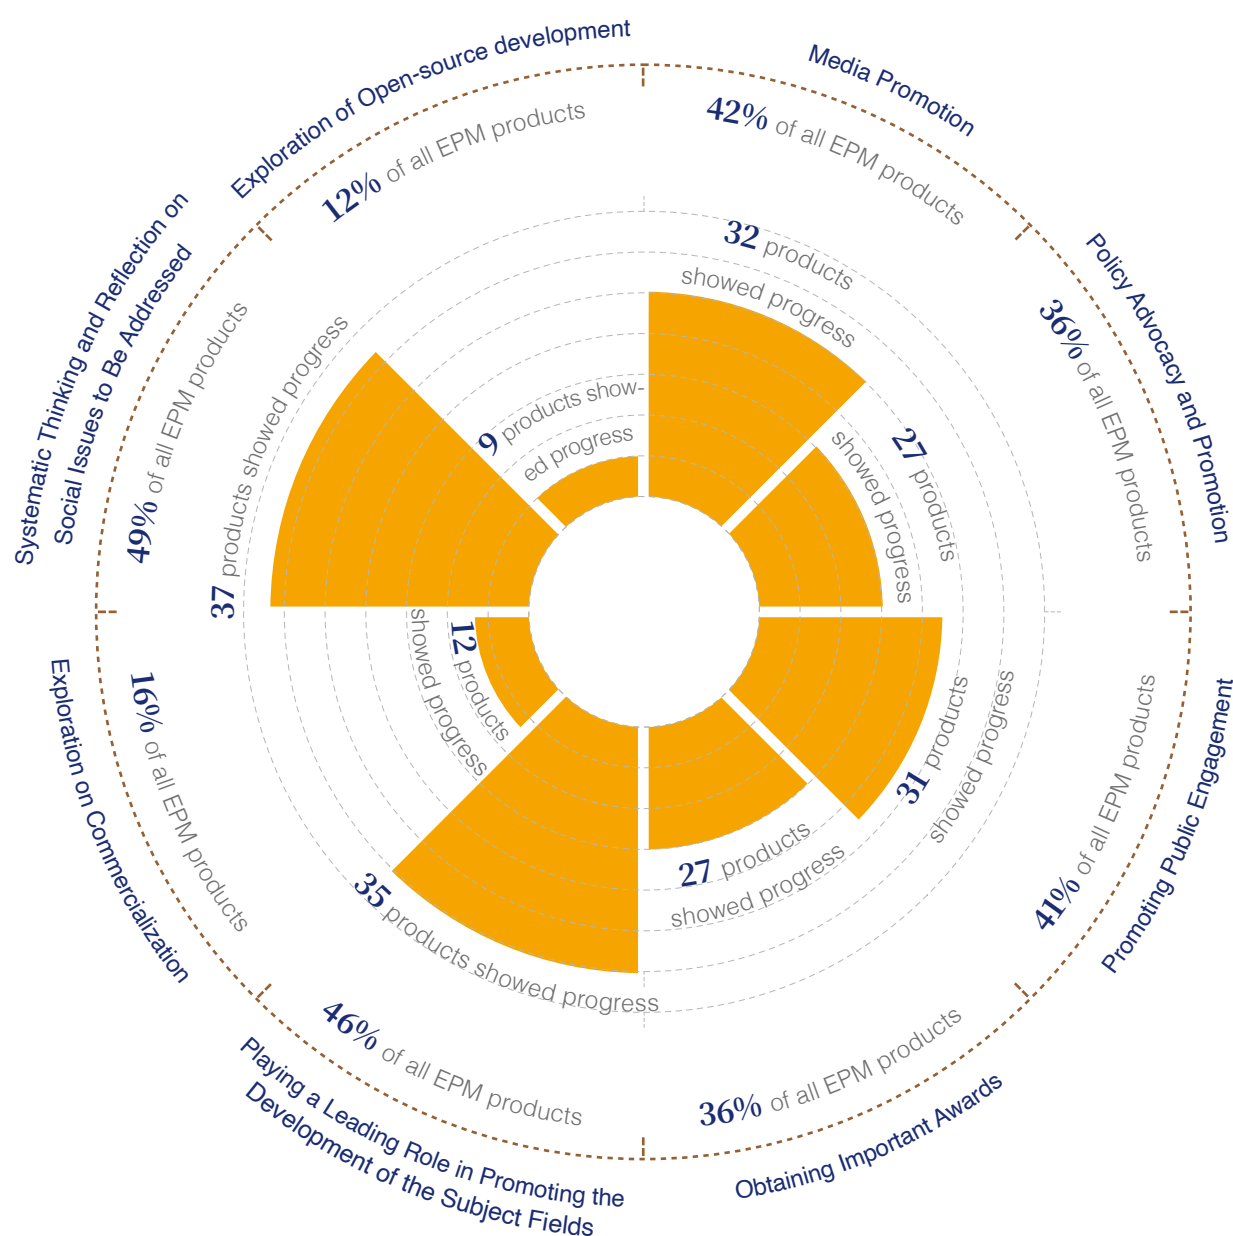 Media Promotion
42% of all EPM products
32 products
showed progress
Policy Advocacy and Promotion
36% of all EPM products
27 products
showed progress
Promoting Public Engagement
41% of all EPM products
31 products
showed progress
Obtaining Important Awards
36% of all EPM products
27 products
showed progress
Playing a Leading Role in Promoting the
Development of the Subject Fields
46% of all EPM products
35 products showed progress
Exploration on Commercialization
16% of all EPM products
12 products
showed progress
Systematic Thinking and Reflection on
Social Issues to Be Addressed
49% of all EPM products
37 products showed progress
Exploration of Open-source development
12% of all EPM products
9 products show-
ed progress